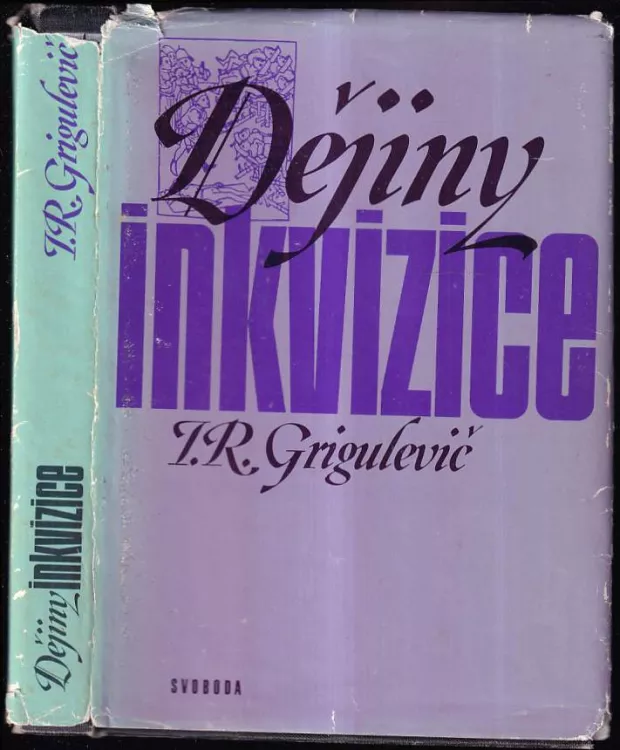 I.R. Grigulevič
Dějiny inkvizice
Dějiny
inkvizice
I.R. Grigulevič
SVOBODA